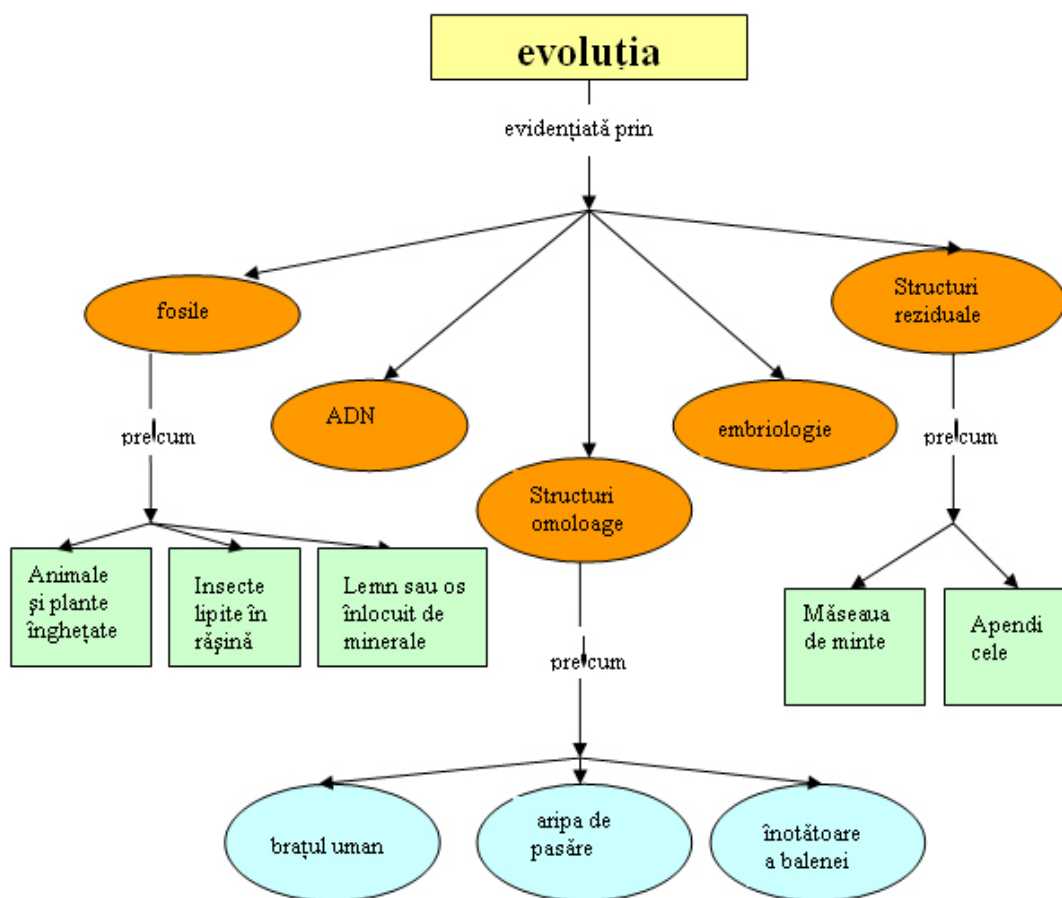 evoluția
evidențiată prin
fosile
Structuri
reziduale
ADN
embriologie
precum
precum
Structuri
omoloage
Animale
și plante
înghețate
Insecte
lipite în
rășină
Lemn sau os
înlocuit de
minerale
Măseaua
de minte
Apendi
cele
precum
brațul uman
aripa de
pasăre
înotătoare
a balenei